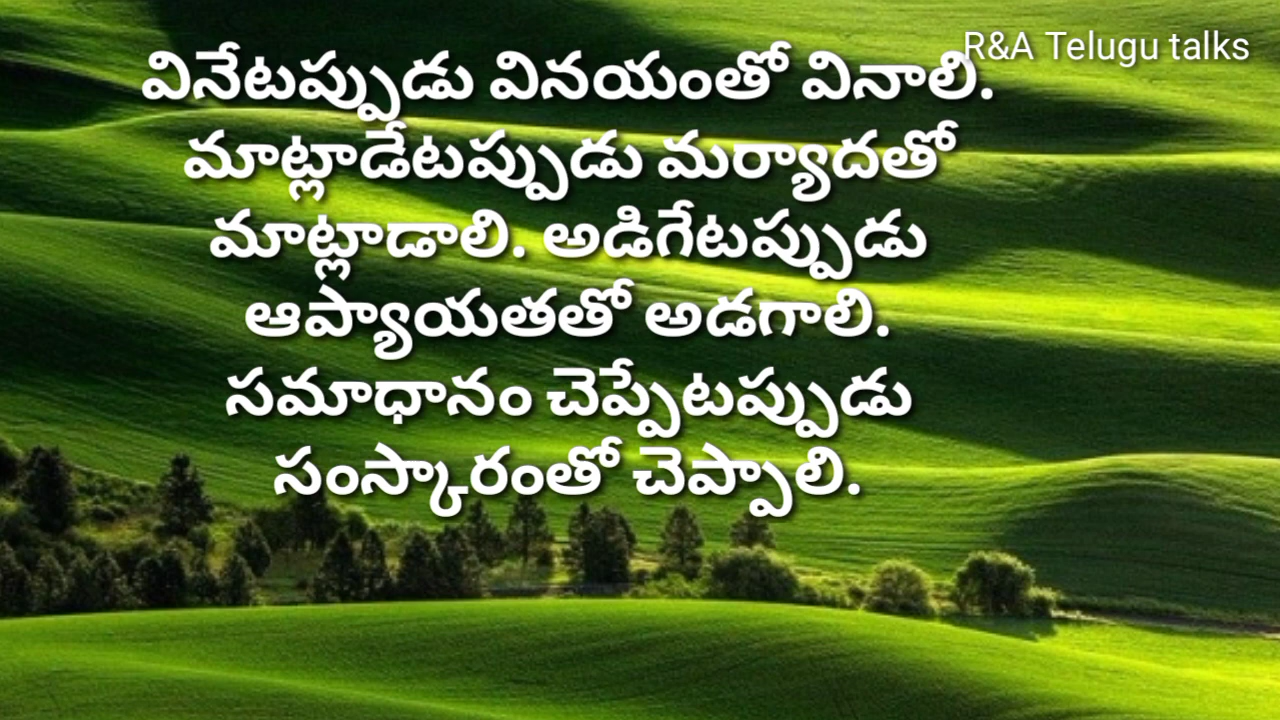 R&A Telugu talks
వినేటప్పుడు వినయంతో వినాలి.
మాట్లాడేటప్పుడు మర్యాదతో
మాట్లాడాలి. అడిగేటప్పుడు
ఆప్యాయతతో అడగాలి.
సమాధానం చెప్పేటప్పుడు
సంస్కారంతో చెప్పాలి.